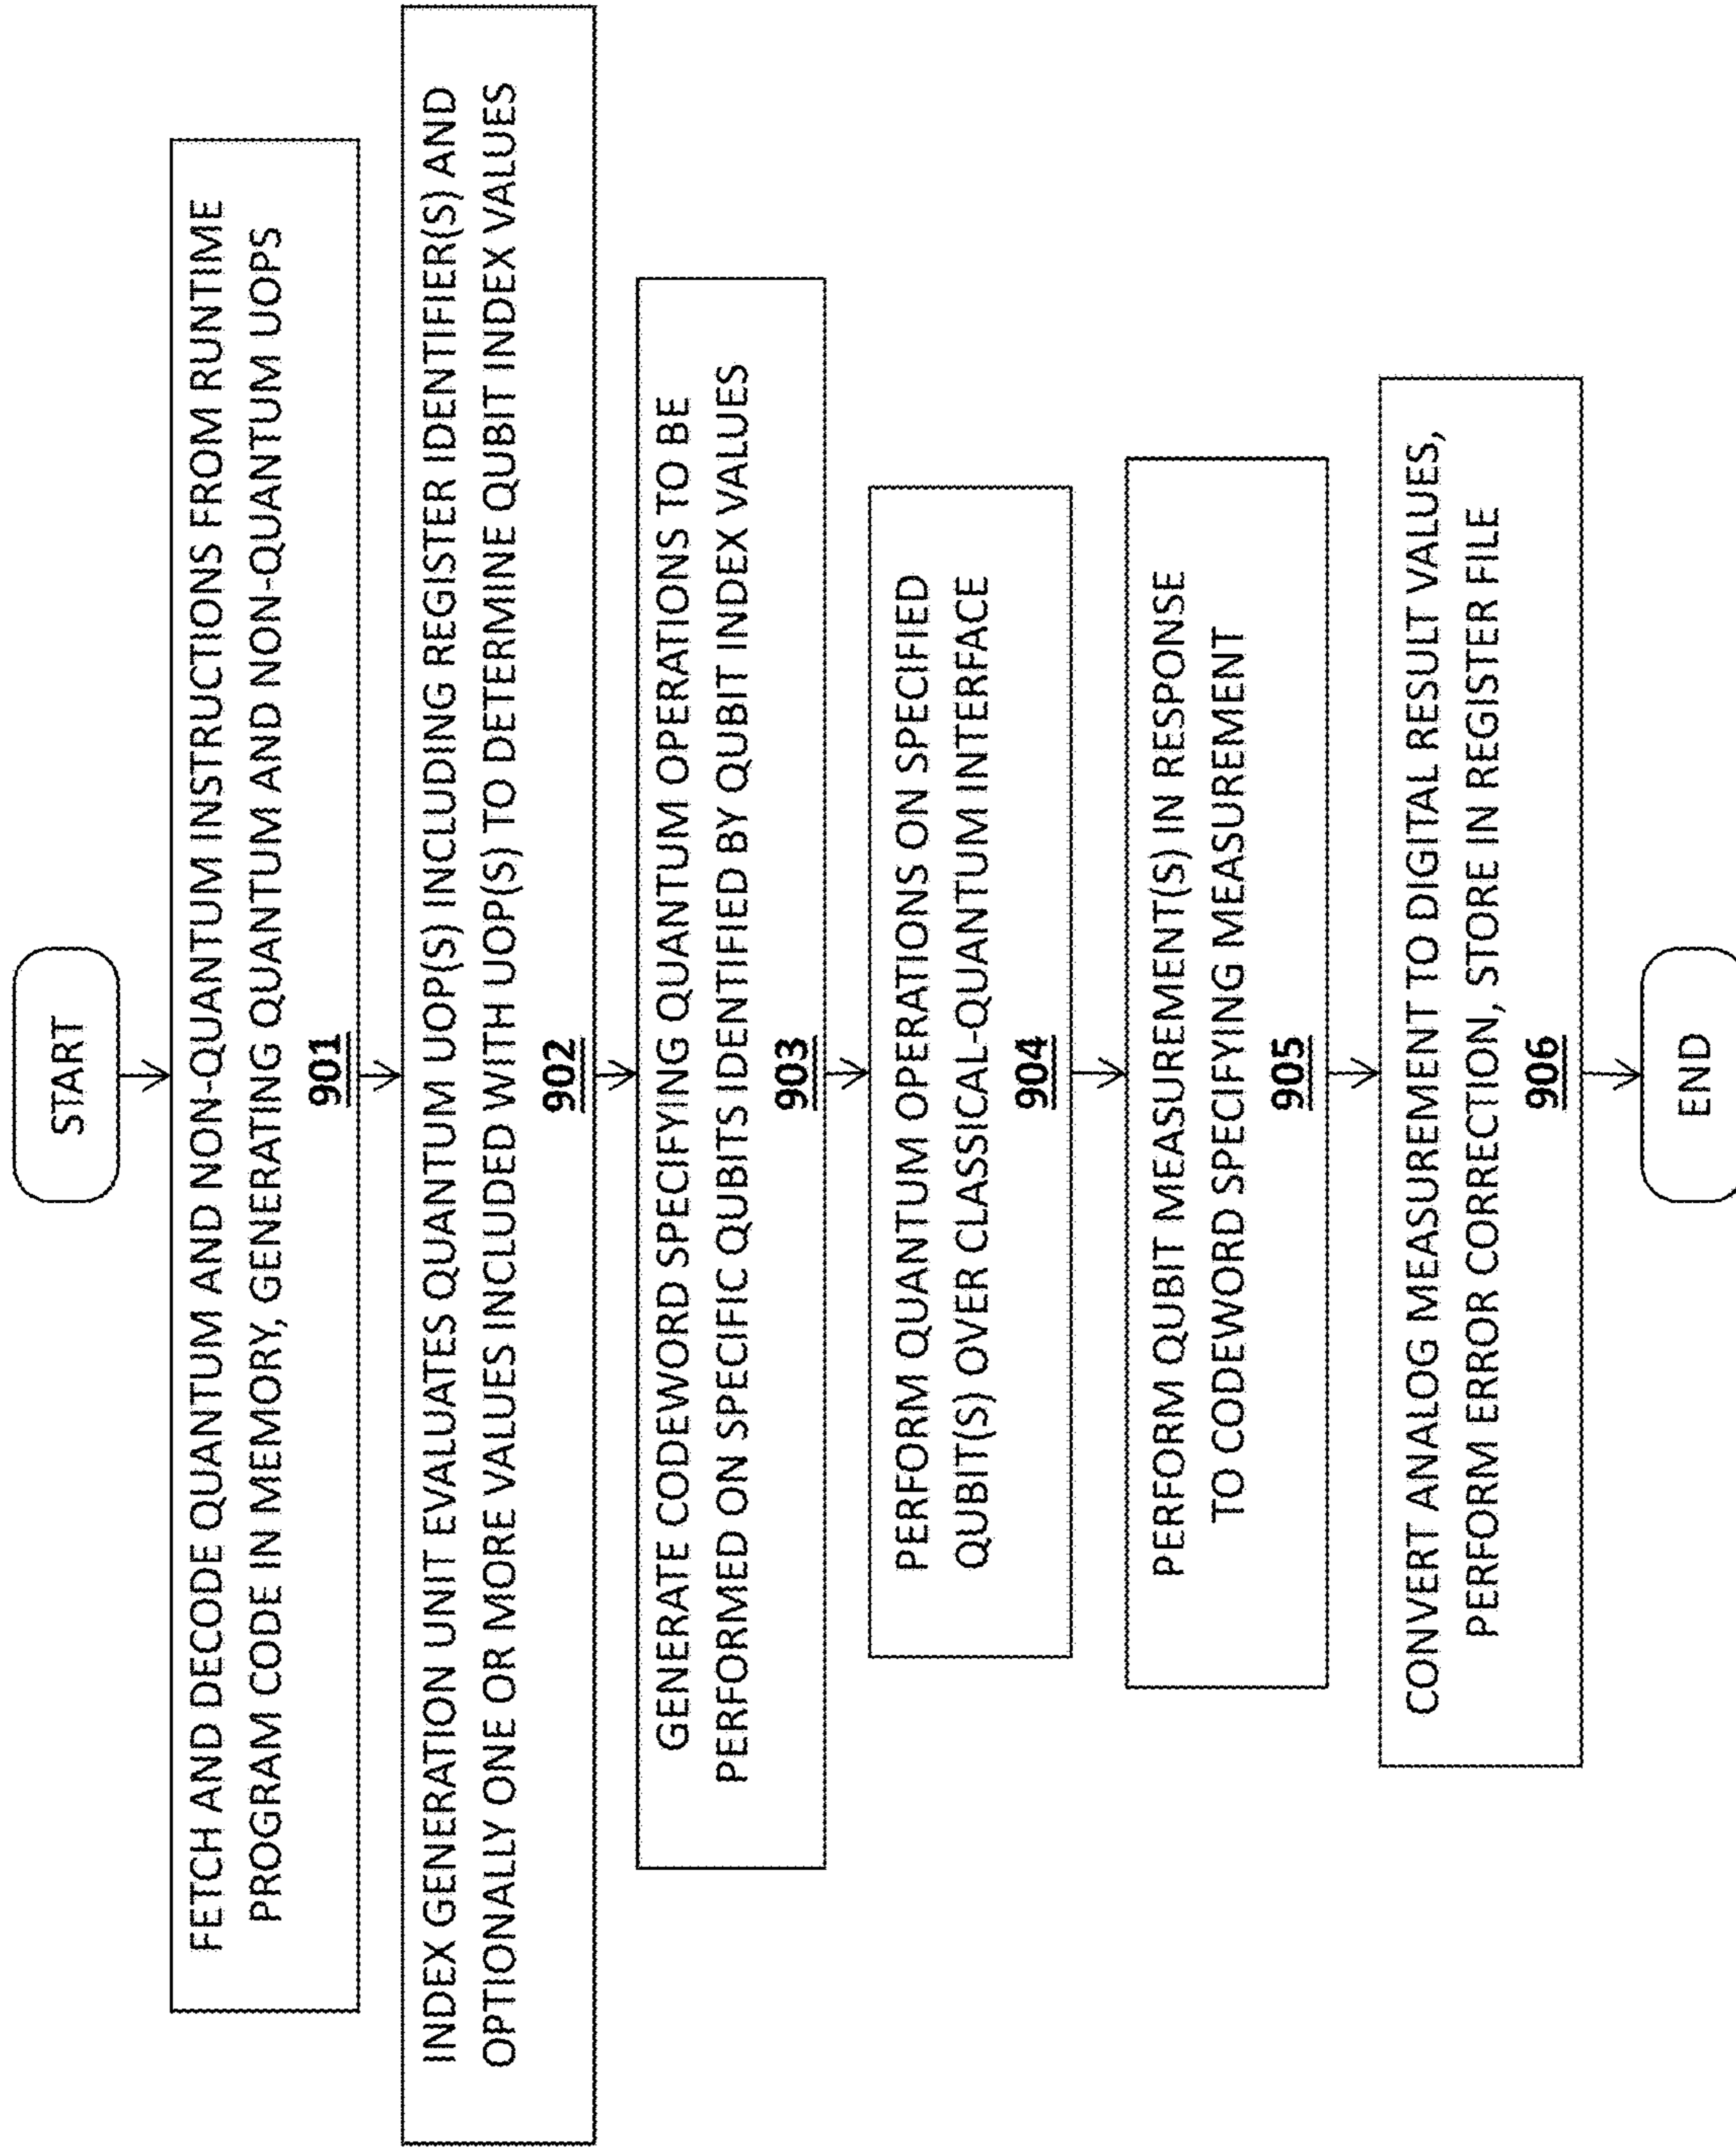 START
FETCH AND DECODE QUANTUM AND NON-QUANTUM INSTRUCTIONS FROM RUNTIME
PROGRAM CODE IN MEMORY, GENERATING QUANTUM AND NON-QUANTUM UOPS
901
INDEX GENERATION UNIT EVALUATES QUANTUM UOP(S) INCLUDING REGISTER IDENTIFIER(S) AND
OPTIONALLY ONE OR MORE VALUES INCLUDED WITH UOP(S) TO DETERMINE QUBIT INDEX VALUES
902
GENERATE CODEWORD SPECIFYING QUANTUM OPERATIONS TO BE
PERFORMED ON SPECIFIC QUBITS IDENTIFIED BY QUBIT INDEX VALUES
903
PERFORM QUANTUM OPERATIONS ON SPECIFIED
QUBIT(S) OVER CLASSICAL-QUANTUM INTERFACE
904
PERFORM QUBIT MEASUREMENT(S) IN RESPONSE
TO CODEWORD SPECIFYING MEASUREMENT
905
CONVERT ANALOG MEASUREMENT TO DIGITAL RESULT VALUES,
PERFORM ERROR CORRECTION, STORE IN REGISTER FILE
906
END